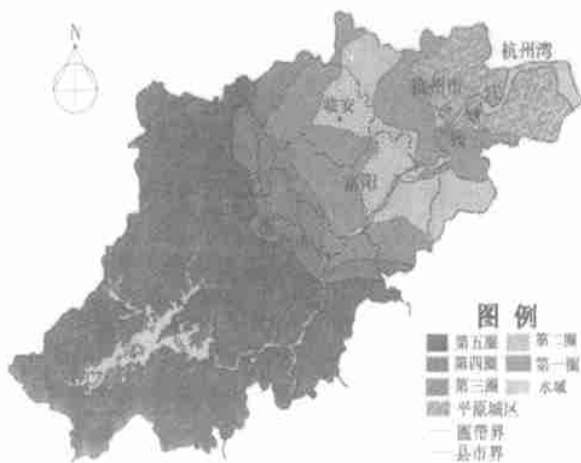 N
杭州湾
杭州市
临安
富阳
图 例
第五圈 第二圈
第四圈 第一圈
第三圈 水域
平原城区
圈带界
县市界